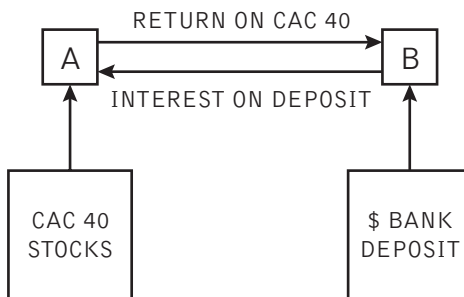 RETURN ON CAC 40
A
B
INTEREST ON DEPOSIT
CAC 40
STOCKS
$ BANK
DEPOSIT